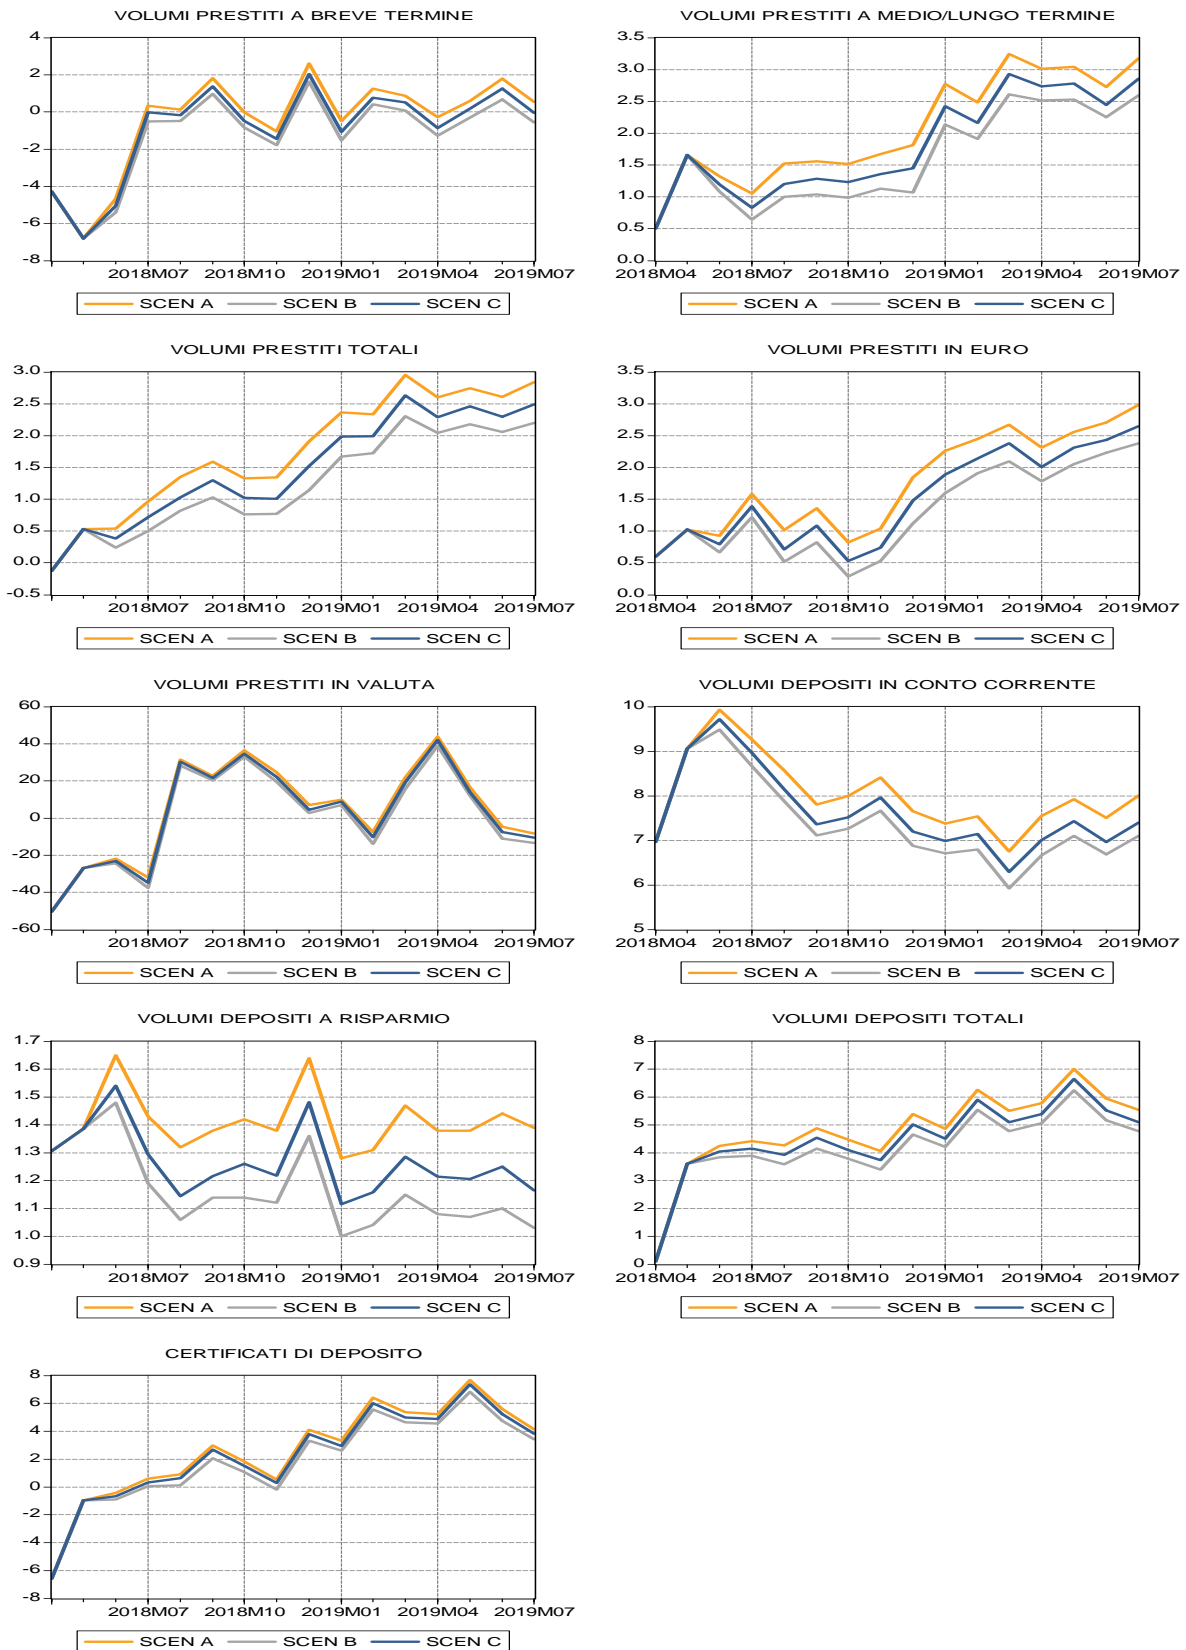 VOLUMI PRESTITI A BREVE TERMINE
4
2
0
-2
-4
-6
-8
2018M07 2018M10 2019M01 2019M04 2019M07
SCEN A SCEN B SCEN C
VOLUMI PRESTITI A MEDIO/LUNGO TERMINE
3.5
3.0
2.5
2.0
1.5
1.0
0.5
0.0
2018M04 2018M07 2018M10 2019M01 2019M04 2019M07
SCEN A SCEN B SCEN C
VOLUMI PRESTITI TOTALI
3.0
2.5
2.0
1.5
1.0
0.5
0.0
-0.5
2018M07 2018M10 2019M01 2019M04 2019M07
SCEN A SCEN B SCEN C
VOLUMI PRESTITI IN EURO
3.5
3.0
2.5
2.0
1.5
1.0
0.5
0.0
2018M04 2018M07 2018M10 2019M01 2019M04 2019M07
SCEN A SCEN B SCEN C
VOLUMI PRESTITI IN VALUTA
60
40
20
0
-20
-40
-60
2018M07 2018M10 2019M01 2019M04 2019M07
SCEN A SCEN B SCEN C
VOLUMI DEPOSITI IN CONTO CORRENTE
10
9
8
7
6
5
2018M04 2018M07 2018M10 2019M01 2019M04 2019M07
SCEN A SCEN B SCEN C
VOLUMI DEPOSITI A RISPARMIO
1.7
1.6
1.5
1.4
1.3
1.2
1.1
1.0
0.9
2018M07 2018M10 2019M01 2019M04 2019M07
SCEN A SCEN B SCEN C
VOLUMI DEPOSITI TOTALI
8
7
6
5
4
3
2
1
0
2018M04 2018M07 2018M10 2019M01 2019M04 2019M07
SCEN A SCEN B SCEN C
CERTIFICATI DI DEPOSITO
8
6
4
2
0
-2
-4
-6
-8
2018M07 2018M10 2019M01 2019M04 2019M07
SCEN A SCEN B SCEN C